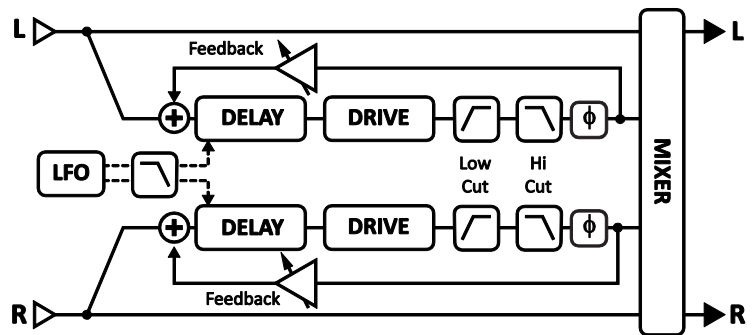 L
L
Feedback
+
DELAY
DRIVE
ϕ
LFO
Low
Cut
Hi
Cut
MIXER
+
DELAY
DRIVE
ϕ
Feedback
R
R